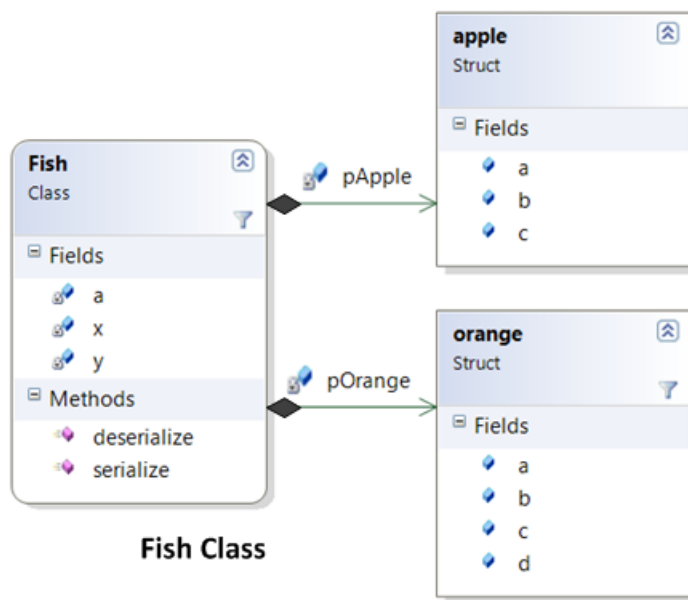 apple
Struct
Fields
a
b
c
Fish
Class
Fields
a
x
y
Methods
deserialize
serialize
pApple
pOrange
orange
Struct
Fields
a
b
c
d
Fish Class